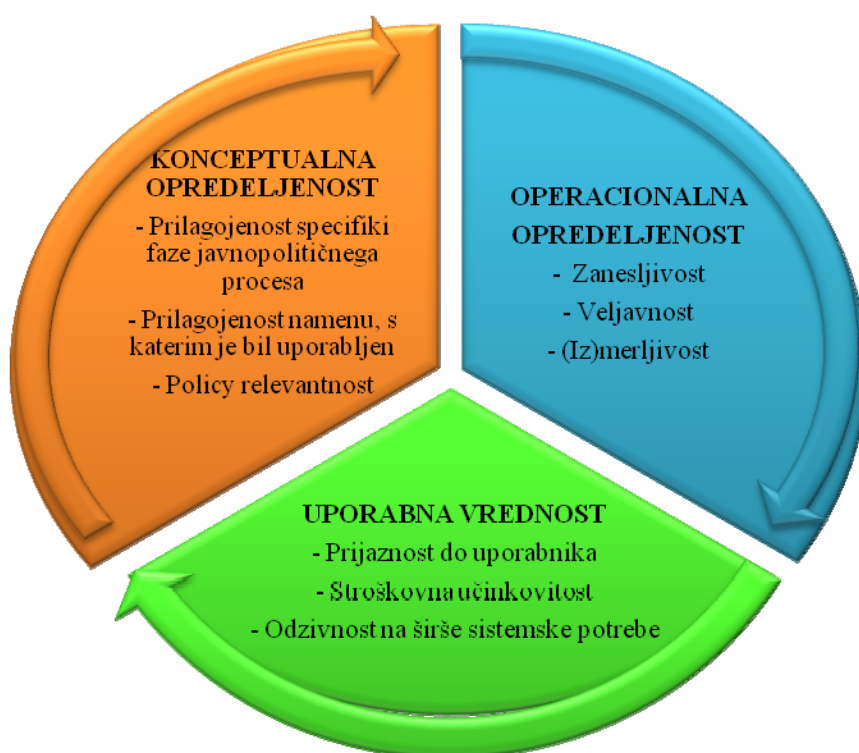 KONCEPTUALNA
OPREDELJENOST
- Prilagojenost specifiki
faze javnopolitičnega
procesa
- Prilagojenost namenu, s
katerim je bil uporabljen
- Policy relevantnost
OPERACIONALNA
OPREDELJENOST
- Zanesljivost
- Veljavnost
- (Iz)merljivost
UPORABNA VREDNOST
- Prijaznost do uporabnika
- Stroškovna učinkovitost
- Odzivnost na širše sistemske potrebe